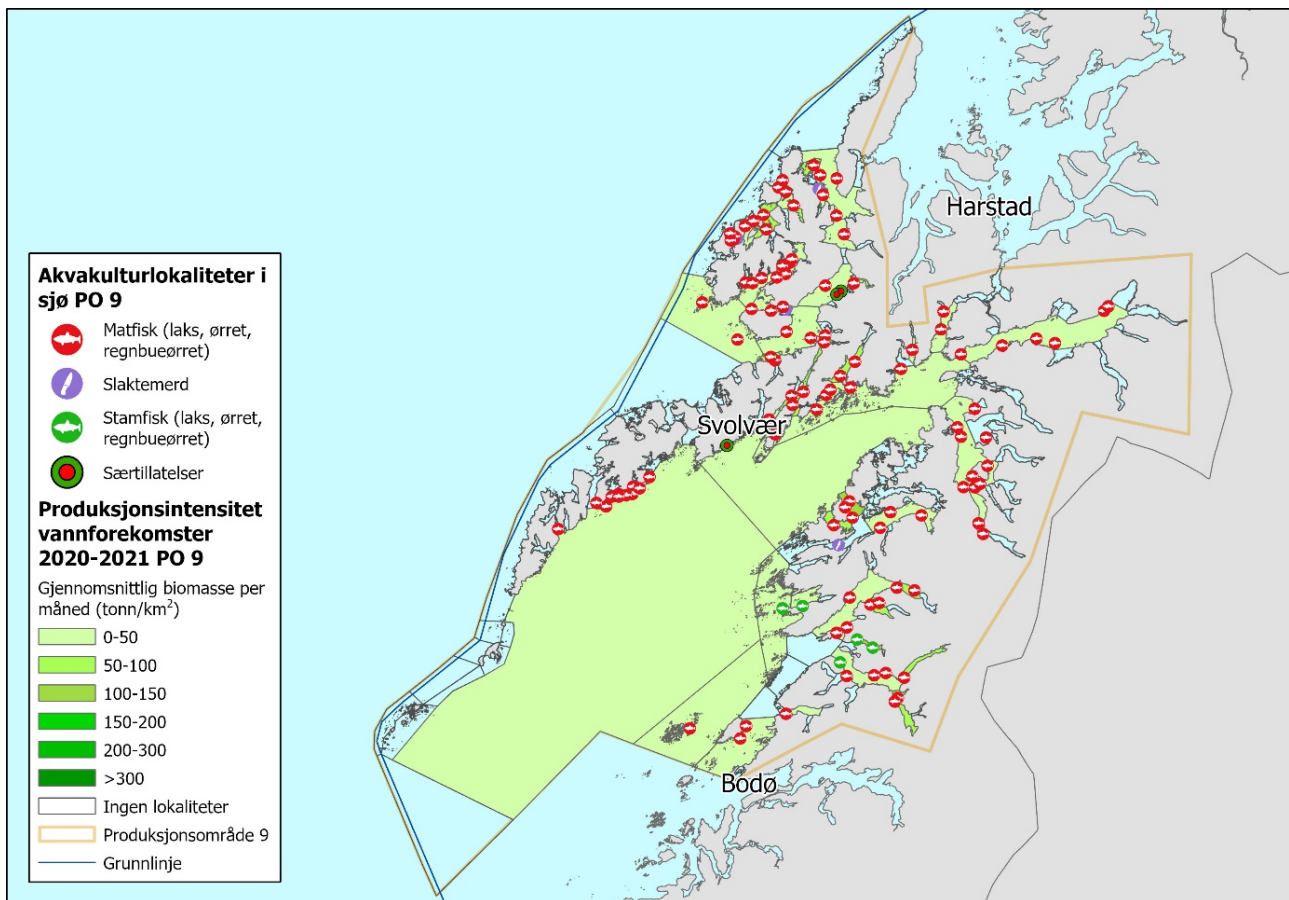 Akvakulturlokaliteter i
sjø PO 9
Matfisk (laks, ørret,
regnbueørret)
Slaktemerd
Stamfisk (laks, ørret,
regnbueørret)
Særtillatelser
Produksjonsintensitet
vannforekomster
2020-2021 PO 9
Gjennomsnittlig biomasse per
måned (tonn/km²)
0-50
50-100
100-150
150-200
200-300
>300
Ingen lokaliteter
Produksjonsområde 9
Grunnlinje
Harstad
Svolvær
Bodø